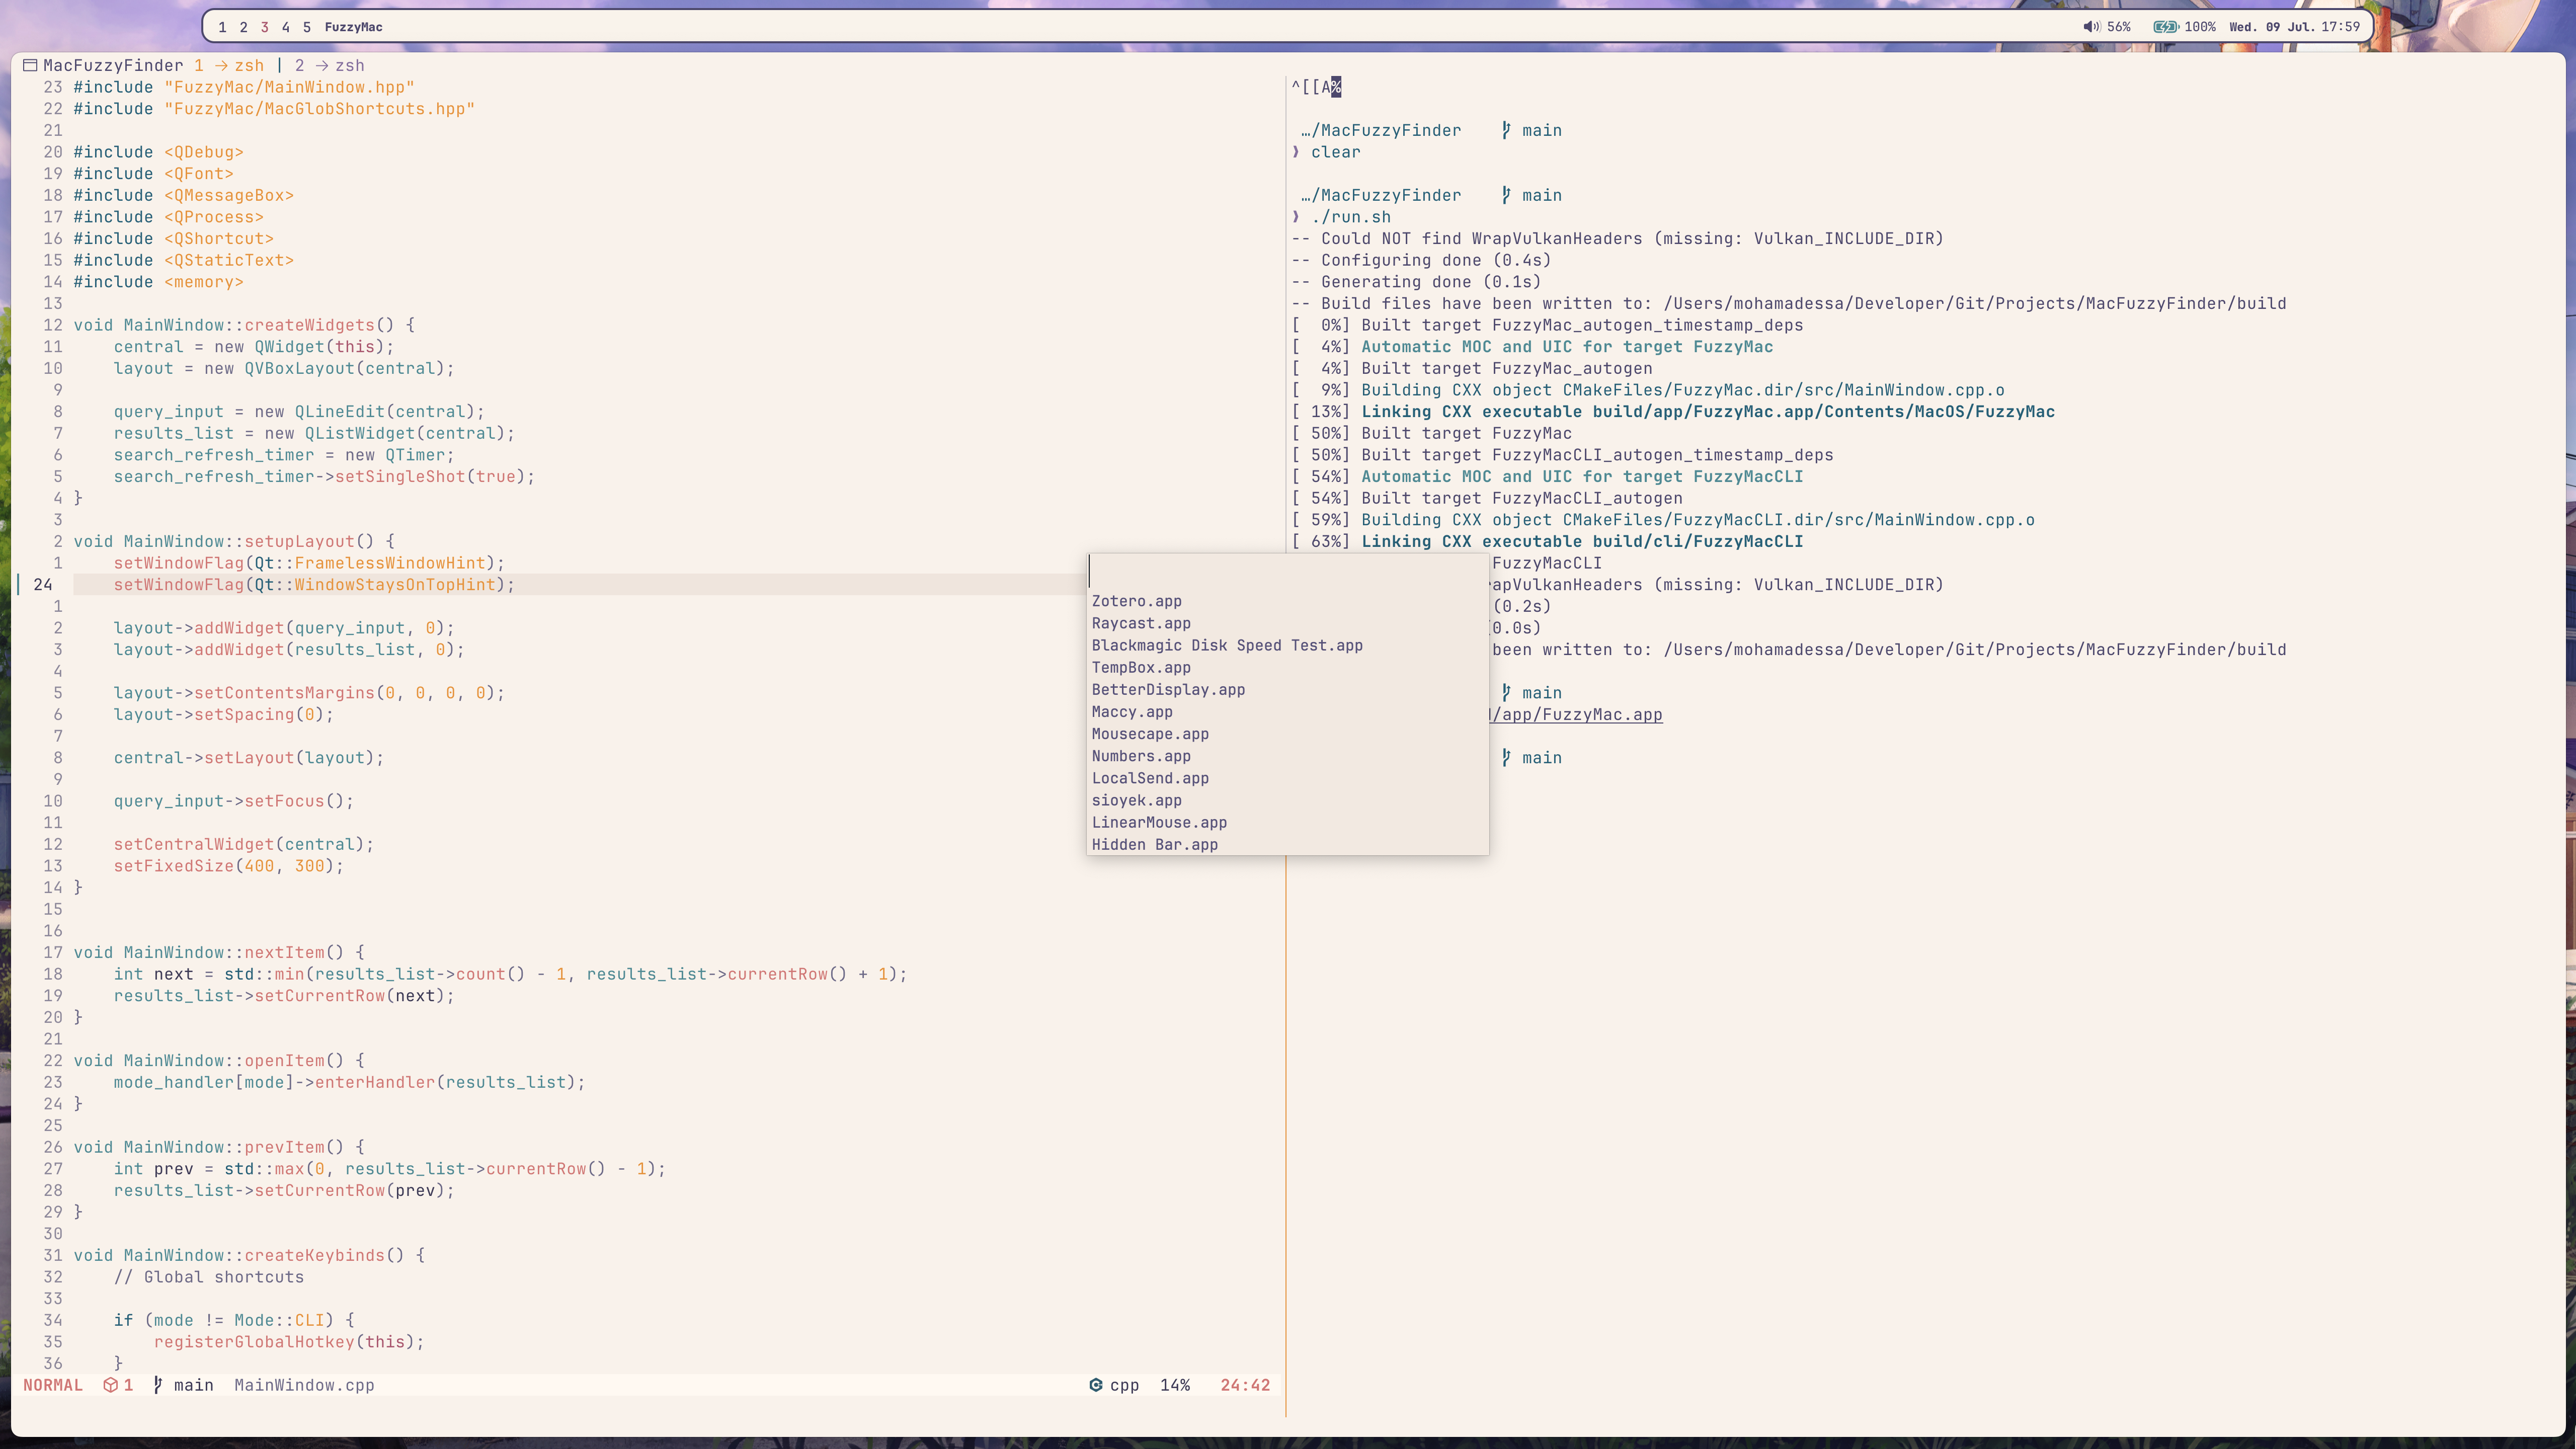 1 2 3 4 5 FuzzyMac
56% 100% Wed. 09 Jul. 17:59
MacFuzzyFinder 1 → zsh | 2 → zsh
23 #include "FuzzyMac/MainWindow.hpp"
22 #include "FuzzyMac/MacGlobShortcuts.hpp"
21
20 #include <QDebug>
19 #include <QFont>
18 #include <QMessageBox>
17 #include <QProcess>
16 #include <QShortcut>
15 #include <QStaticText>
14 #include <memory>
13
12 void MainWindow::createWidgets() {
11 central = new QWidget(this);
10 layout = new QVBoxLayout(central);
9
8 query_input = new QLineEdit(central);
7 results_list = new QListWidget(central);
6 search_refresh_timer = new QTimer;
5 search_refresh_timer->setSingleShot(true);
4 }
3
2 void MainWindow::setupLayout() {
1 setWindowFlag(Qt::FramelessWindowHint);
24 setWindowFlag(Qt::WindowStaysOnTopHint);
1
2 layout->addWidget(query_input, 0);
3 layout->addWidget(results_list, 0);
4
5 layout->setContentsMargins(0, 0, 0, 0);
6 layout->setSpacing(0);
7
8 central->setLayout(layout);
9
10 query_input->setFocus();
11
12 setCentralWidget(central);
13 setFixedSize(400, 300);
14 }
15
16
17 void MainWindow::nextItem() {
18 int next = std::min(results_list->count() - 1, results_list->currentRow() + 1);
19 results_list->setCurrentRow(next);
20 }
21
22 void MainWindow::openItem() {
23 mode_handler[mode]->enterHandler(results_list);
24 }
25
26 void MainWindow::prevItem() {
27 int prev = std::max(0, results_list->currentRow() - 1);
28 results_list->setCurrentRow(prev);
29 }
30
31 void MainWindow::createKeybinds() {
32 // Global shortcuts
33
34 if (mode != Mode::CLI) {
35 registerGlobalHotkey(this);
36 }
NORMAL 1 main MainWindow.cpp cpp 14% 24:42
^[[A%
…/MacFuzzyFinder main
❯ clear
…/MacFuzzyFinder main
❯ ./run.sh
-- Could NOT find WrapVulkanHeaders (missing: Vulkan_INCLUDE_DIR)
-- Configuring done (0.4s)
-- Generating done (0.1s)
-- Build files have been written to: /Users/mohamadessa/Developer/Git/Projects/MacFuzzyFinder/build
[ 0%] Built target FuzzyMac_autogen_timestamp_deps
[ 4%] Automatic MOC and UIC for target FuzzyMac
[ 4%] Built target FuzzyMac_autogen
[ 9%] Building CXX object CMakeFiles/FuzzyMac.dir/src/MainWindow.cpp.o
[ 13%] Linking CXX executable build/app/FuzzyMac.app/Contents/MacOS/FuzzyMac
[ 50%] Built target FuzzyMac
[ 50%] Built target FuzzyMacCLI_autogen_timestamp_deps
[ 54%] Automatic MOC and UIC for target FuzzyMacCLI
[ 54%] Built target FuzzyMacCLI_autogen
[ 59%] Building CXX object CMakeFiles/FuzzyMacCLI.dir/src/MainWindow.cpp.o
[ 63%] Linking CXX executable build/cli/FuzzyMacCLI
FuzzyMacCLI
apVulkanHeaders (missing: Vulkan_INCLUDE_DIR)
(0.2s)
0.0s)
been written to: /Users/mohamadessa/Developer/Git/Projects/MacFuzzyFinder/build
main
/app/FuzzyMac.app
main
Zotero.app
Raycast.app
Blackmagic Disk Speed Test.app
TempBox.app
BetterDisplay.app
Maccy.app
Mousecape.app
Numbers.app
LocalSend.app
sioyek.app
LinearMouse.app
Hidden Bar.app